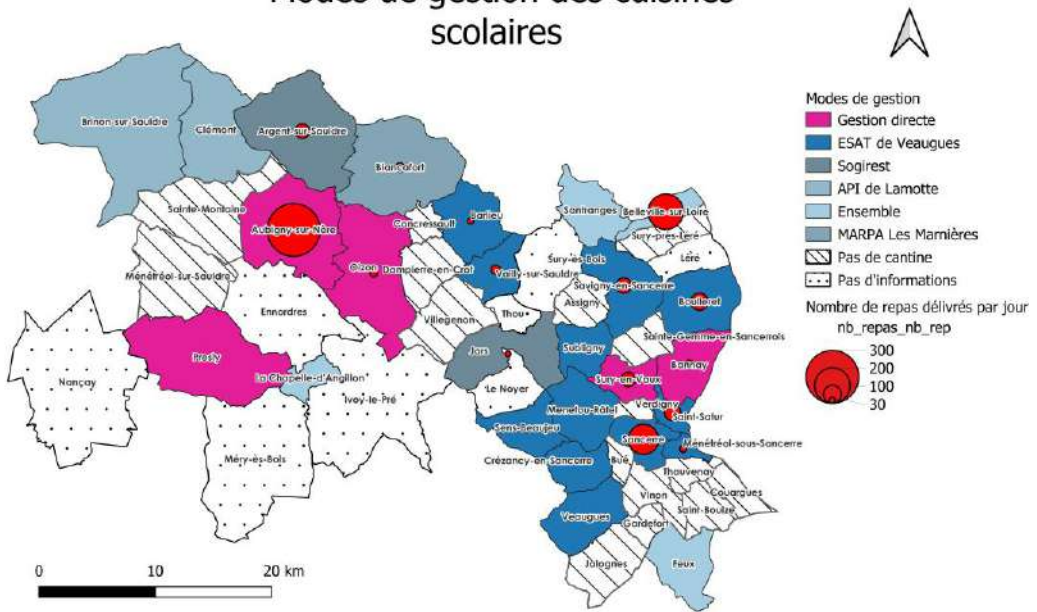 Modes de gestion des cuisines
scolaires
Modes de gestion
Gestion directe
ESAT de Veaugues
Sogirest
API de Lamotte
Ensemble
MARPA Les Marnières
Pas de cantine
Pas d'informations
Nombre de repas délivrés par jour
nb_repas_nb_rep
300
200
100
30
Brinon-sur-Sauldre
Clémont
Argent-sur-Sauldre
Blancafort
Sainte-Montaine
Aubigny-sur-Nère
Concressault
Barlieu
Santranges
Belleville-sur-Loire
Sury-près-Léré
Léré
Ménétréol-sur-Sauldre
Oizon
Dampierre-en-Crot
Vailly-sur-Sauldre
Sury-ès-Bois
Savigny-en-Sancerre
Assigny
Boulleret
Ennordres
Villegenon
Thou
Sainte-Gemme-en-Sancerrois
Presly
Jars
Subligny
Bannay
Nançay
La Chapelle-d'Angillon
Ivoy-le-Pré
Le Noyer
Sury-en-Vaux
Verdigny
Menetou-Râtel
Saint-Satur
Sens-Beaujeu
Sancerre
Ménétréol-sous-Sancerre
Méry-ès-Bois
Crézancy-en-Sancerre
Bué
Thauvenay
Vinon
Couargues
Saint-Bouize
Veaugues
Gardefort
Jalognes
Feux
0
10
20 km